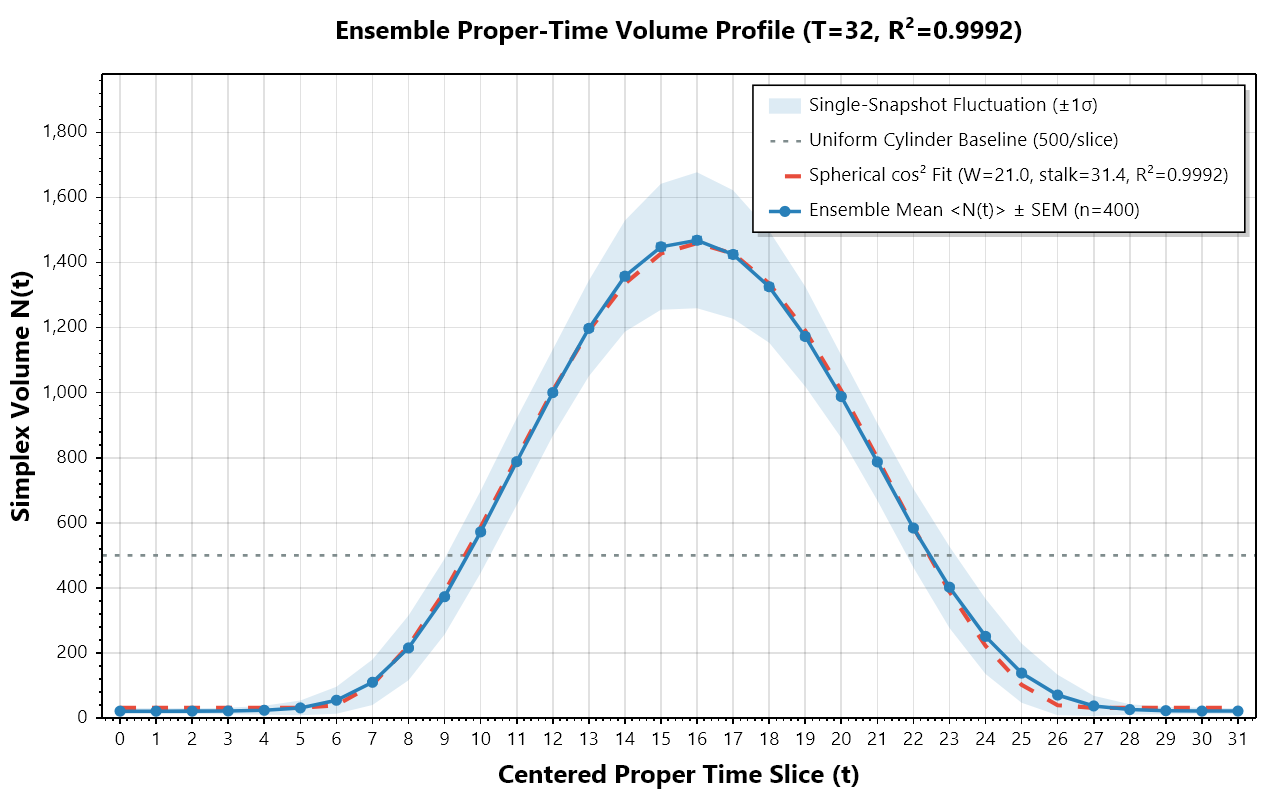 Ensemble Proper-Time Volume Profile (T=32, R²=0.9992)
Single-Snapshot Fluctuation (±1σ)
Uniform Cylinder Baseline (500/slice)
Spherical cos² Fit (W=21.0, stalk=31.4, R²=0.9992)
Ensemble Mean <N(t)> ± SEM (n=400)
Simplex Volume N(t)
1,800
1,600
1,400
1,200
1,000
800
600
400
200
0
0 1 2 3 4 5 6 7 8 9 10 11 12 13 14 15 16 17 18 19 20 21 22 23 24 25 26 27 28 29 30 31
Centered Proper Time Slice (t)